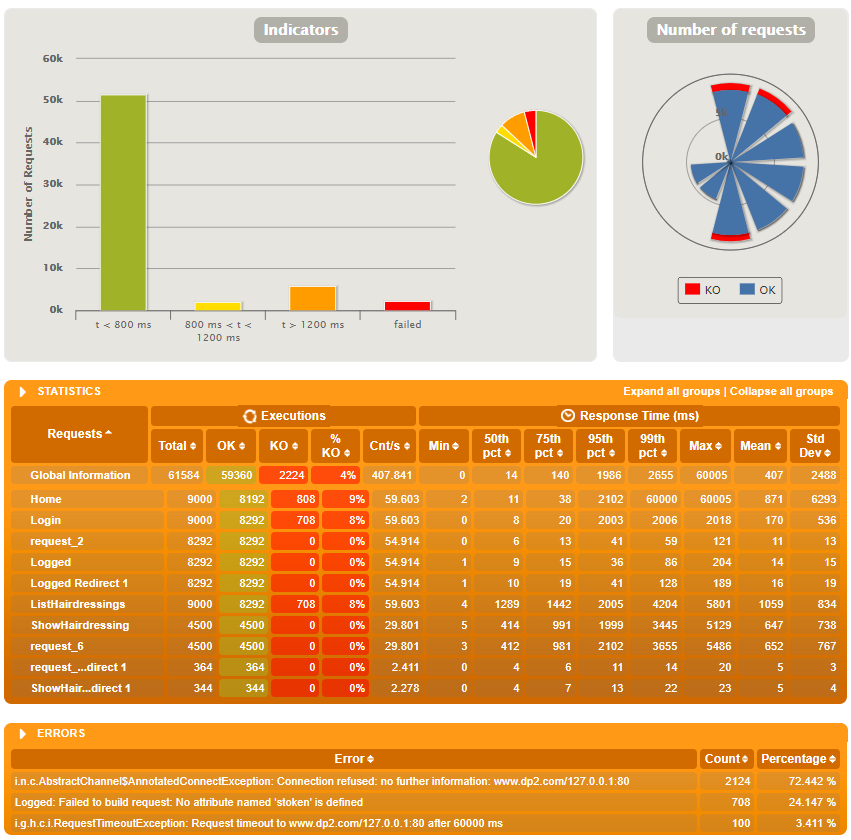 Indicators
60k
50k
40k
30k
20k
10k
0k
Number of Requests
t < 800 ms
800 ms < t <
1200 ms
t > 1200 ms
failed
Number of requests
5k
0k
KO OK
STATISTICS Expand all groups | Collapse all groups
Requests Executions Response Time (ms)
Total OK KO % KO Cnt/s Min 50th pct 75th pct 95th pct 99th pct Max Mean Std Dev
Global Information 61584 59360 2224 4% 407.841 0 14 140 1986 2655 60005 407 2488
Home 9000 8192 808 9% 59.603 2 11 38 2102 60000 60005 871 6293
Login 9000 8292 708 8% 59.603 0 8 20 2003 2006 2018 170 536
request_2 8292 8292 0 0% 54.914 0 6 13 41 59 121 11 13
Logged 8292 8292 0 0% 54.914 1 9 15 36 86 204 14 15
Logged Redirect 1 8292 8292 0 0% 54.914 1 10 19 41 128 189 16 19
ListHairdressings 9000 8292 708 8% 59.603 4 1289 1442 2005 4204 5801 1059 834
ShowHairdressing 4500 4500 0 0% 29.801 5 414 991 1999 3445 5129 647 738
request_6 4500 4500 0 0% 29.801 3 412 981 2102 3655 5486 652 767
request_...direct 1 364 364 0 0% 2.411 0 4 6 11 14 20 5 3
ShowHair...direct 1 344 344 0 0% 2.278 0 4 7 13 22 23 5 4
ERRORS
Error Count Percentage
i.n.c.AbstractChannel$AnnotatedConnectException: Connection refused: no further information: www.dp2.com/127.0.0.1:80 2124 72.442 %
Logged: Failed to build request: No attribute named 'stoken' is defined 708 24.147 %
i.g.h.c.i.RequestTimeoutException: Request timeout to www.dp2.com/127.0.0.1:80 after 60000 ms 100 3.411 %